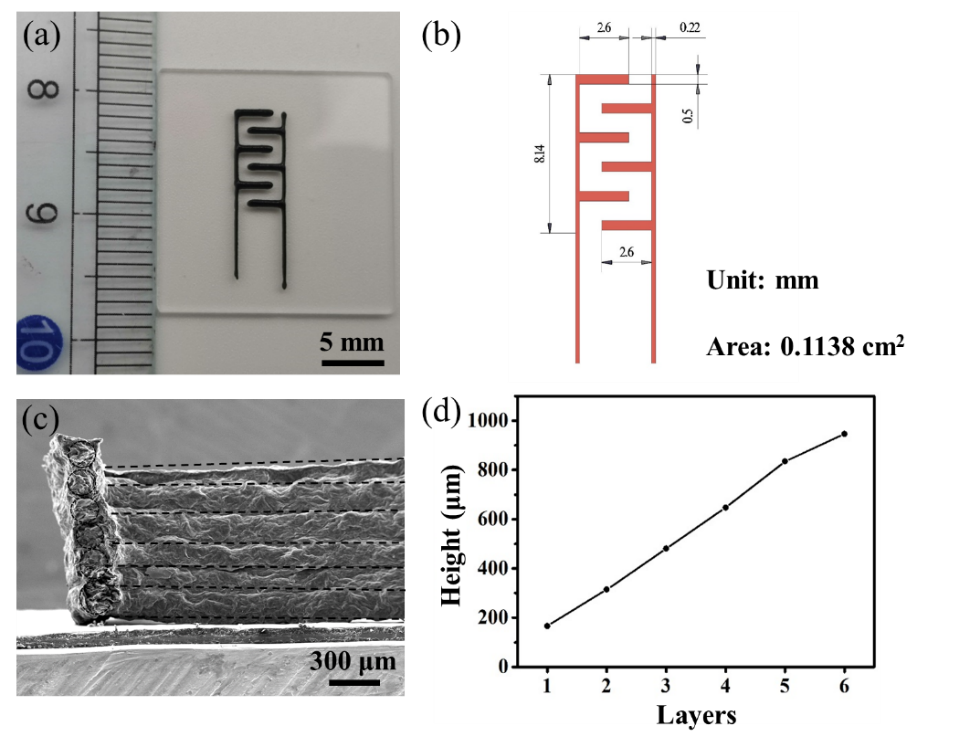 (a)
8
9
10
5 mm
(b)
2.6
0.22
0.5
8.14
2.6
Unit: mm
Area: 0.1138 cm²
(c)
300 μm
(d)
Height (μm)
1000
800
600
400
200
0
1 2 3 4 5 6
Layers